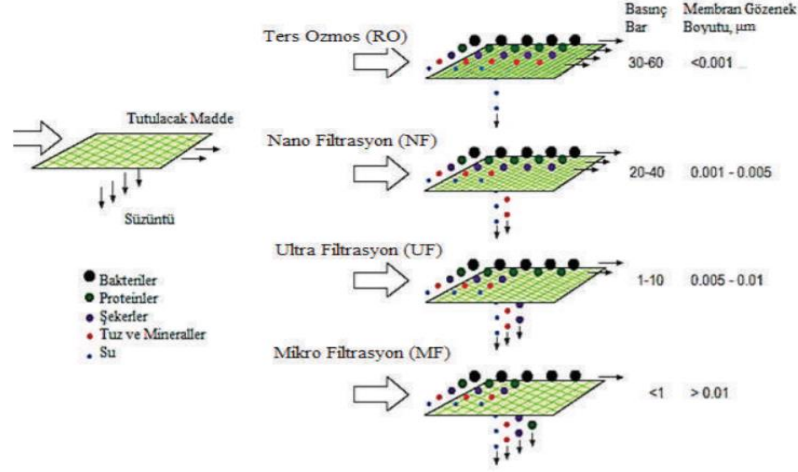 Basınç Membran Gözenek
Bar Boyutu, µm
Ters Ozmos (RO)
30-60 <0.001
Tutulacak Madde
Süzüntü
Nano Filtrasyon (NF)
20-40 0.001 - 0.005
Ultra Filtrasyon (UF)
1-10 0.005 - 0.01
Bakteriler
Proteinler
Şekerler
Tuz ve Mineraller
Su
Mikro Filtrasyon (MF)
<1 > 0.01